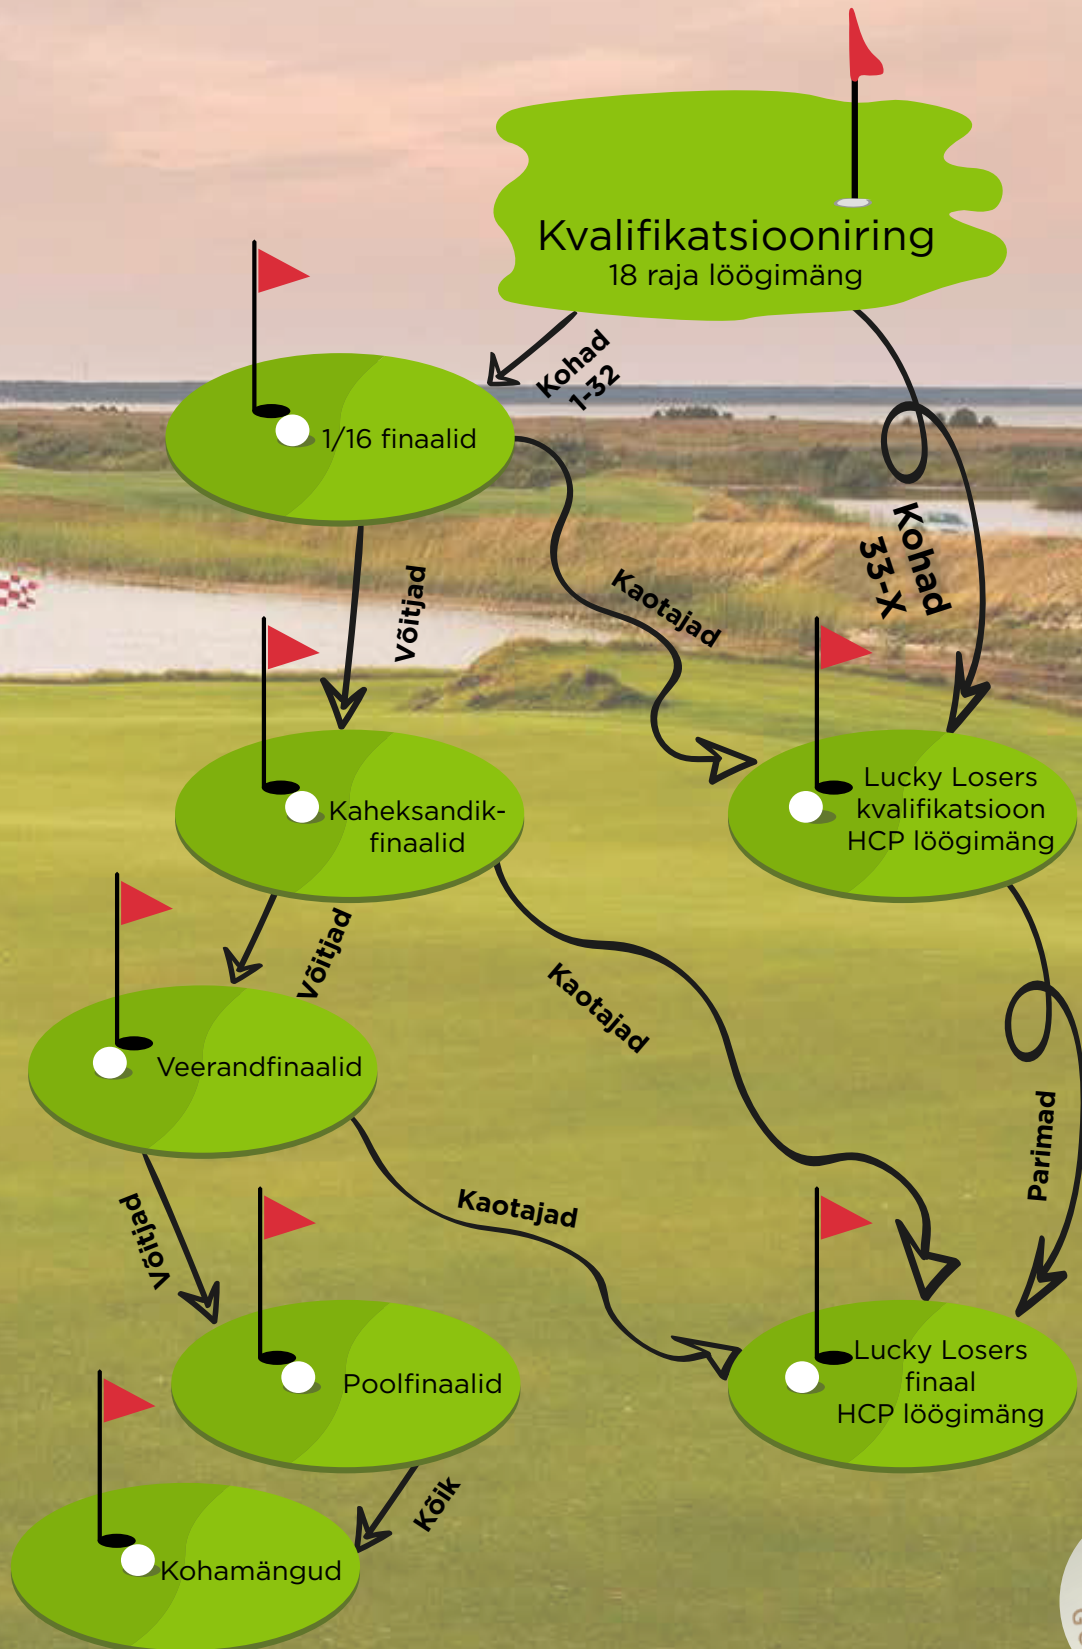 Kvalifikatsiooniring
18 raja löögimäng
Kohad
1-32
Kohad
33-X
1/16 finaalid
Võitjad
Kaotajad
Kaheksandik-
finaalid
Lucky Losers
kvalifikatsioon
HCP löögimäng
Võitjad
Kaotajad
Parimad
Veerandfinaalid
Võitjad
Kaotajad
Poolfinaalid
Lucky Losers
finaal
HCP löögimäng
Kõik
Kohamängud